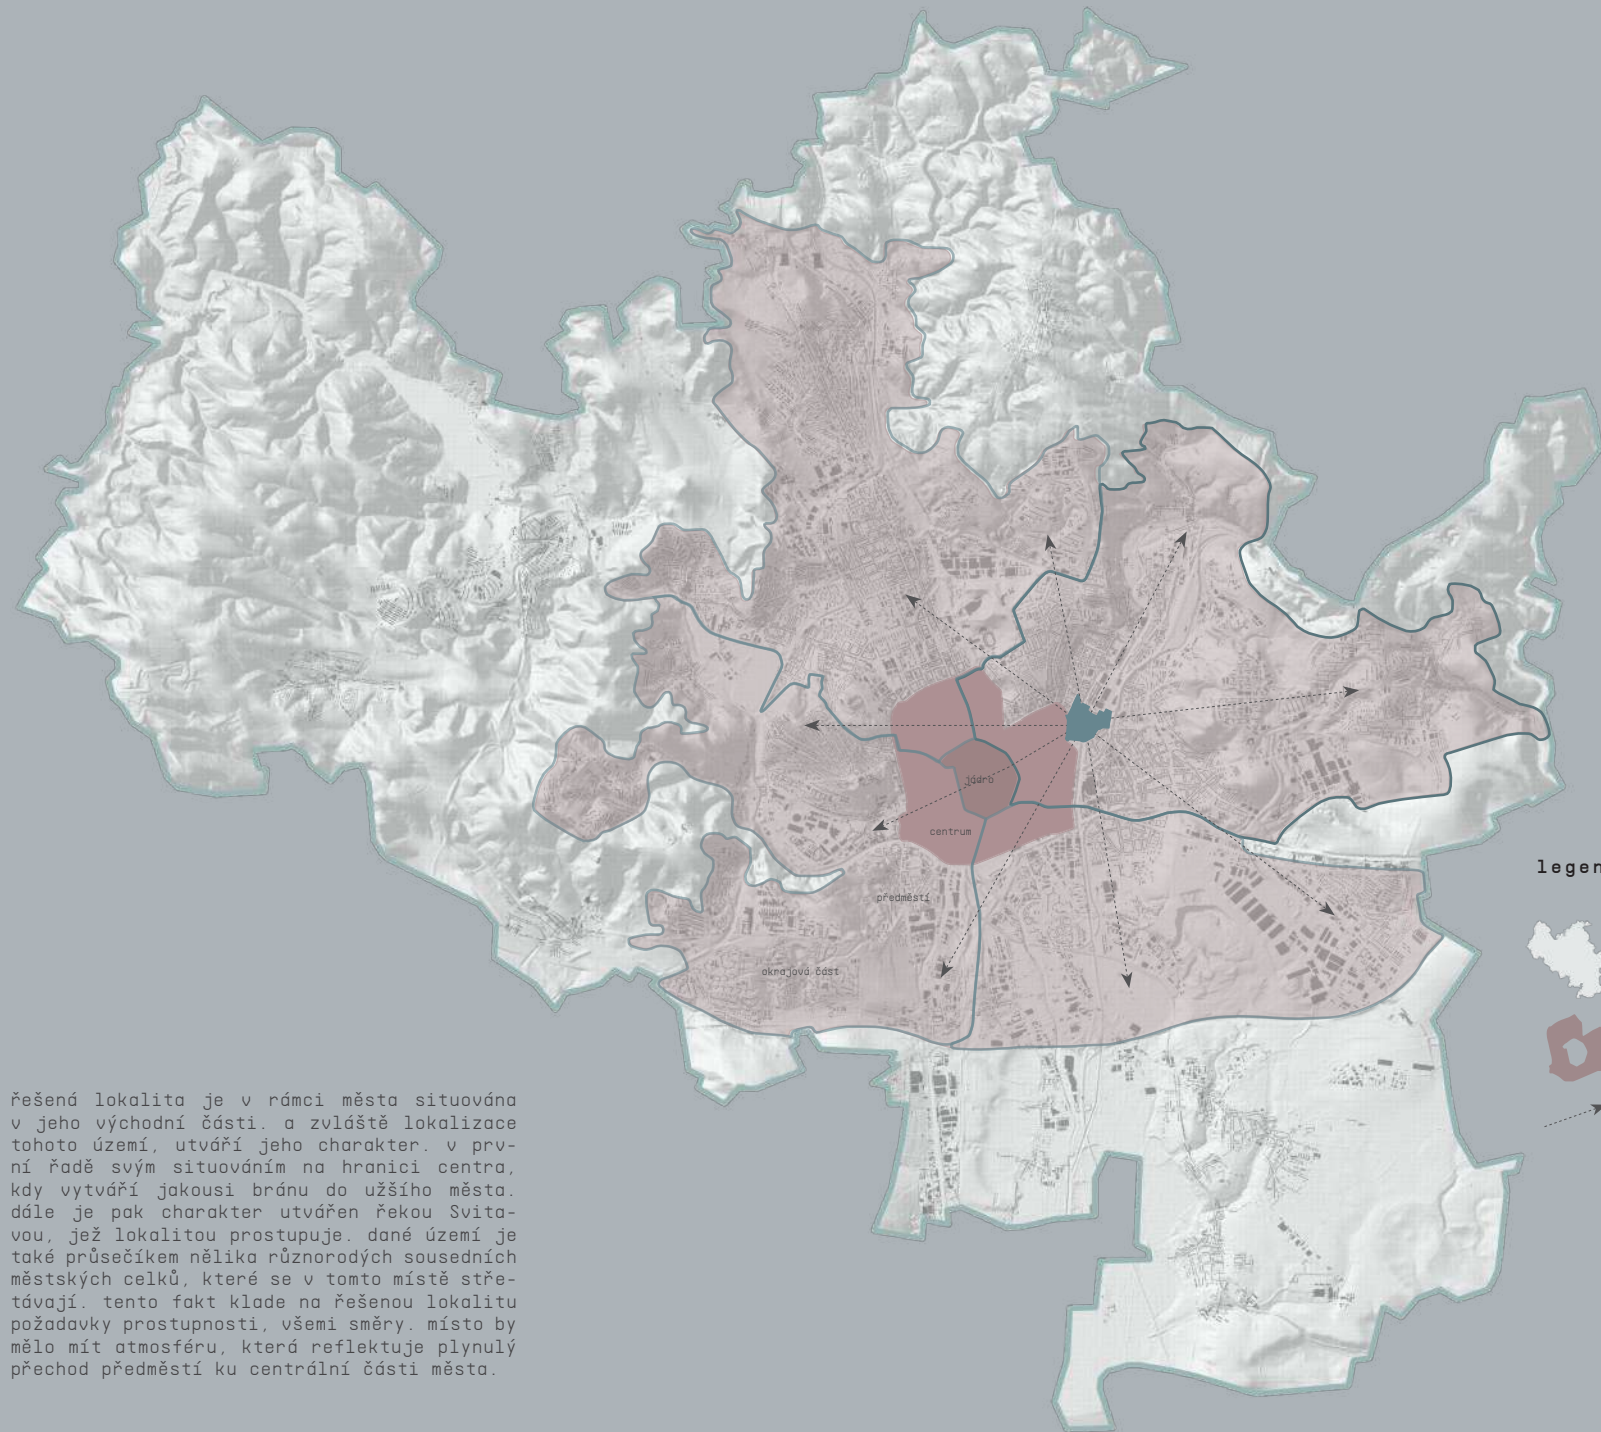 jádro
centrum
předměstí
okrajová část
legen
řešená lokalita je v rámci města situována
v jeho východní části. a zvláště lokalizace
tohoto území, utváří jeho charakter. v prv-
ní řadě svým situováním na hranici centra,
kdy vytváří jakousi bránu do užšího města.
dále je pak charakter utvářen řekou Svita-
vou, jež lokalitou prostupuje. dané území je
také průsečíkem nělika různorodých sousedních
městských celků, které se v tomto místě stře-
távají. tento fakt klade na řešenou lokalitu
požadavky prostupnosti, všemi směry. místo by
mělo mít atmosféru, která reflektuje plynulý
přechod předměstí ku centrální části města.